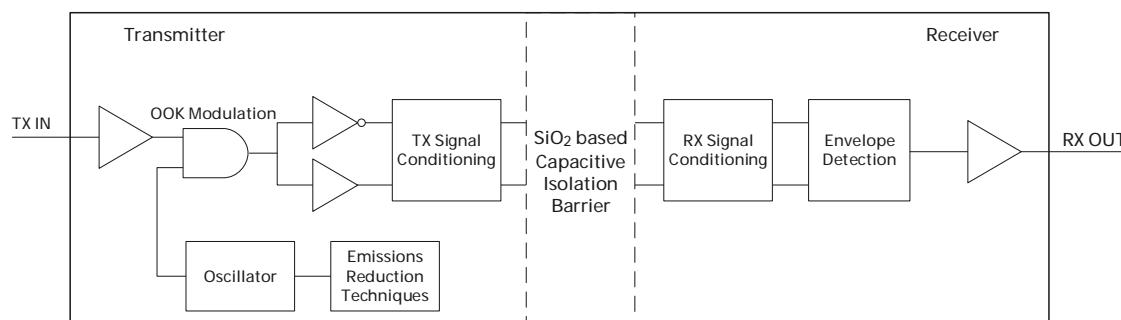 Transmitter
Receiver
OOK Modulation
TX IN
TX Signal
Conditioning
SiO₂ based
Capacitive
Isolation
Barrier
RX Signal
Conditioning
Envelope
Detection
RX OUT
Oscillator
Emissions
Reduction
Techniques